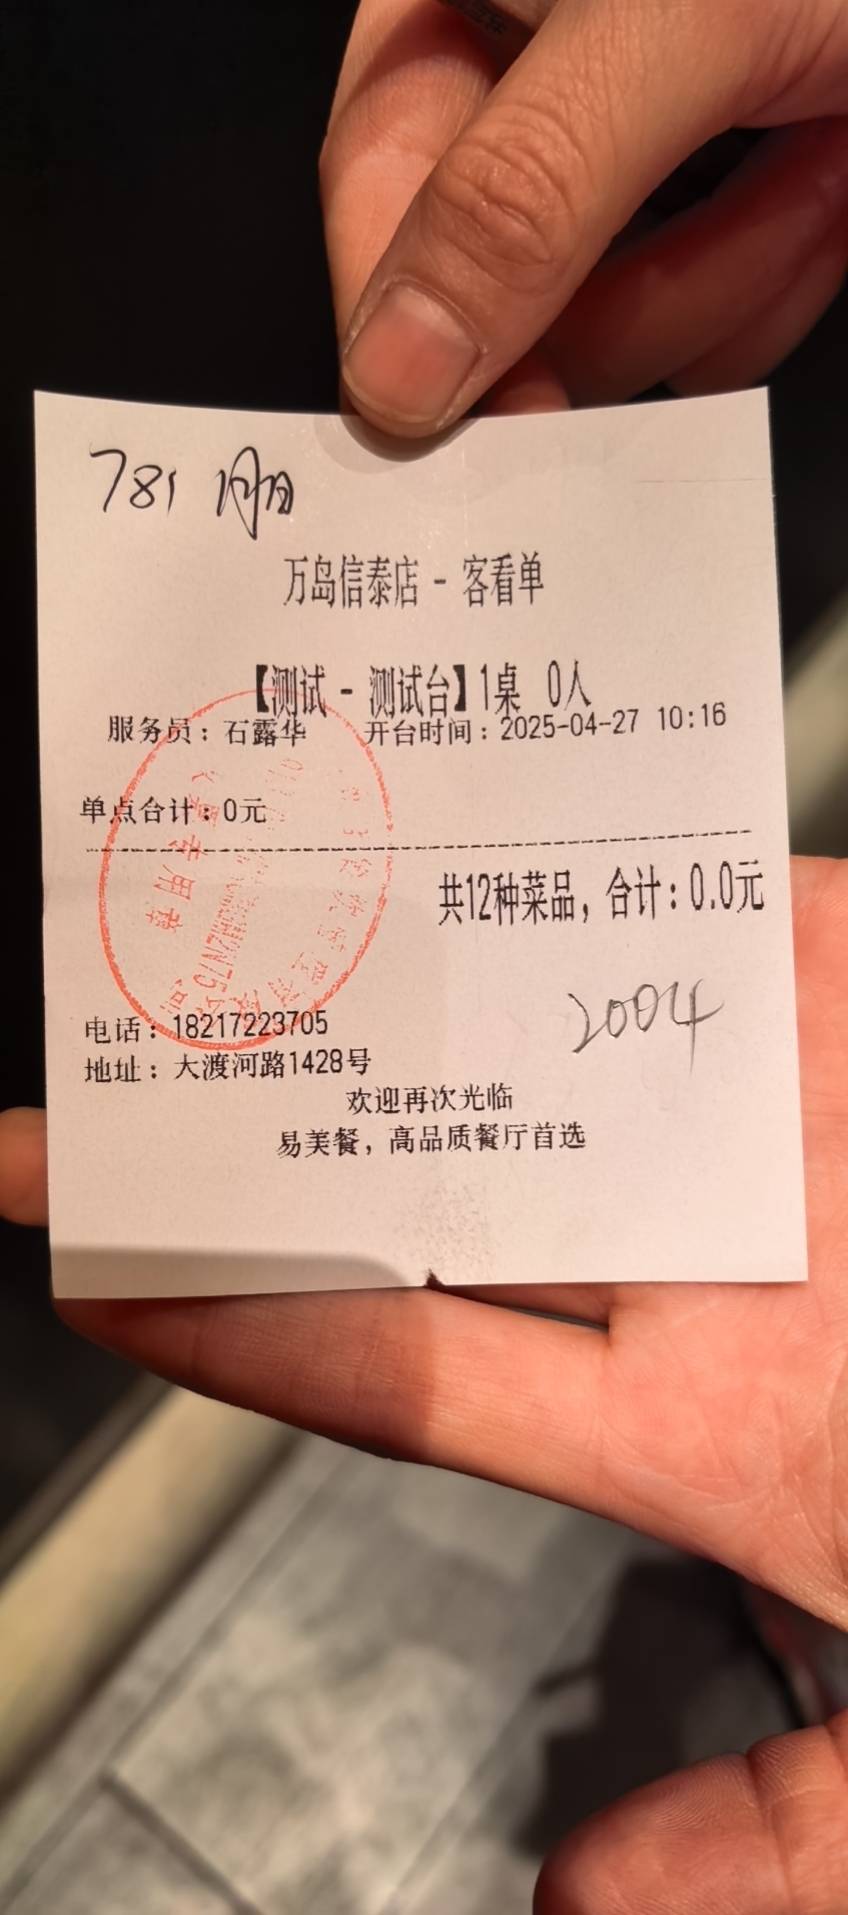 781
万岛信泰店 - 客看单
【测试 - 测试台】1桌 0人
服务员：石露华 开台时间：2025-04-27 10:16
单点合计：0元
共12种菜品，合计：0.0元
专用章
2004
电话：18217223705
地址：大渡河路1428号
欢迎再次光临
易美餐，高品质餐厅首选